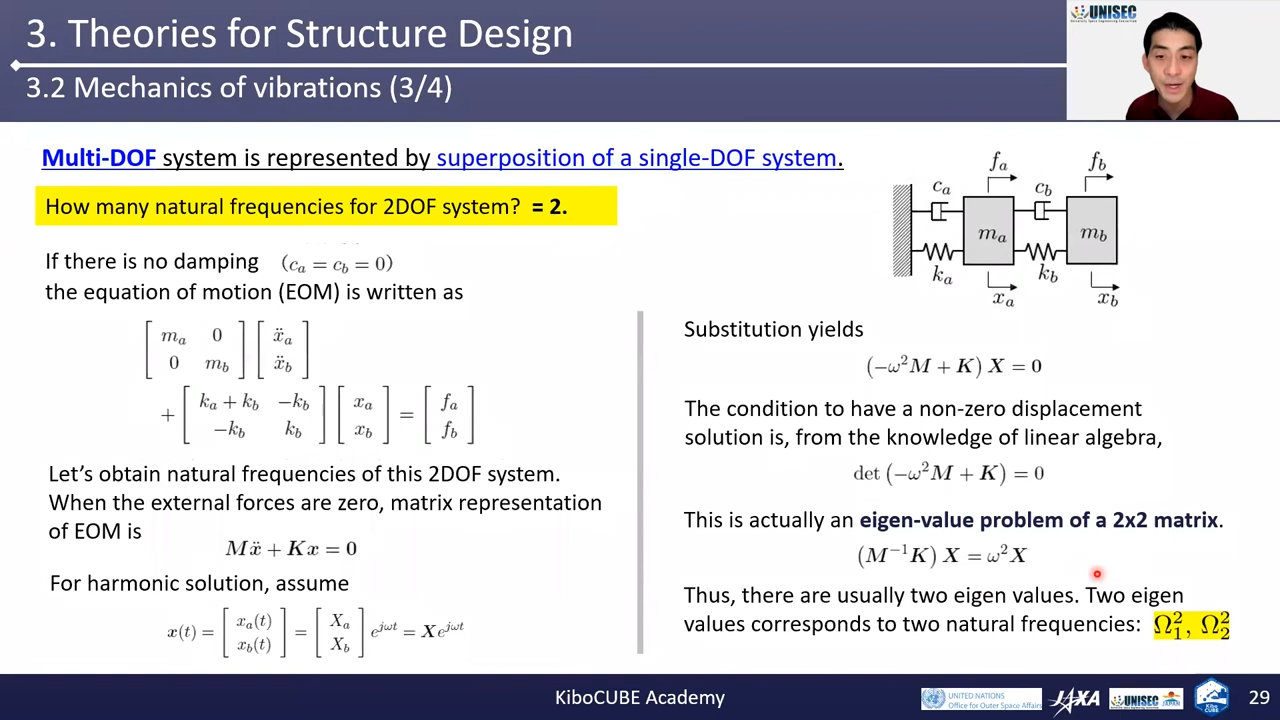 3. Theories for Structure Design
3.2 Mechanics of vibrations (3/4)
UNISEC
University Space Engineering Consortium
Multi-DOF system is represented by superposition of a single-DOF system.
How many natural frequencies for 2DOF system? = 2.
If there is no damping (c_a = c_b = 0)
the equation of motion (EOM) is written as
[ m_a 0 ; 0 m_b ] [ ẍ_a ; ẍ_b ]
+ [ k_a + k_b −k_b ; −k_b k_b ] [ x_a ; x_b ] = [ f_a ; f_b ]
Let’s obtain natural frequencies of this 2DOF system.
When the external forces are zero, matrix representation
of EOM is
Mẍ + Kx = 0
For harmonic solution, assume
x(t) = [ x_a(t) ; x_b(t) ] = [ X_a ; X_b ] e^{jωt} = Xe^{jωt}
f_a f_b
c_a c_b
m_a m_b
k_a k_b
x_a x_b
Substitution yields
(−ω²M + K) X = 0
The condition to have a non-zero displacement
solution is, from the knowledge of linear algebra,
det (−ω²M + K) = 0
This is actually an eigen-value problem of a 2x2 matrix.
(M⁻¹K) X = ω²X
Thus, there are usually two eigen values. Two eigen
values corresponds to two natural frequencies: Ω₁², Ω₂²
KiboCUBE Academy
UNITED NATIONS
Office for Outer Space Affairs
JAXA
UNISEC
JAPAN
Kibo
CUBE
29